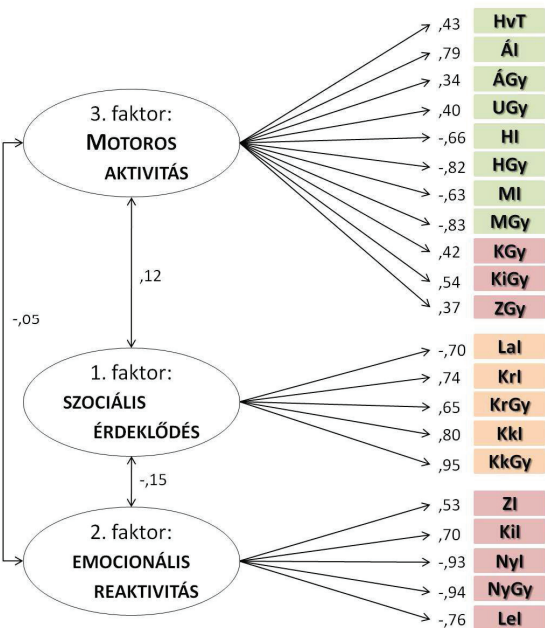 ,43 HvT
,79 ÁI
,34 ÁGy
,40 UGy
-,66 HI
-,82 HGy
-,63 MI
-,83 MGy
,42 KGy
,54 KiGy
,37 ZGy
3. faktor:
MOTOROS
AKTIVITÁS
,12
-,05
-,70 LaI
,74 KrI
,65 KrGy
,80 KkI
,95 KkGy
1. faktor:
SZOCIÁLIS
ÉRDEKLŐDÉS
-,15
,53 ZI
,70 KiI
-,93 NyI
-,94 NyGy
-,76 LeI
2. faktor:
EMOCIONÁLIS
REAKTIVITÁS